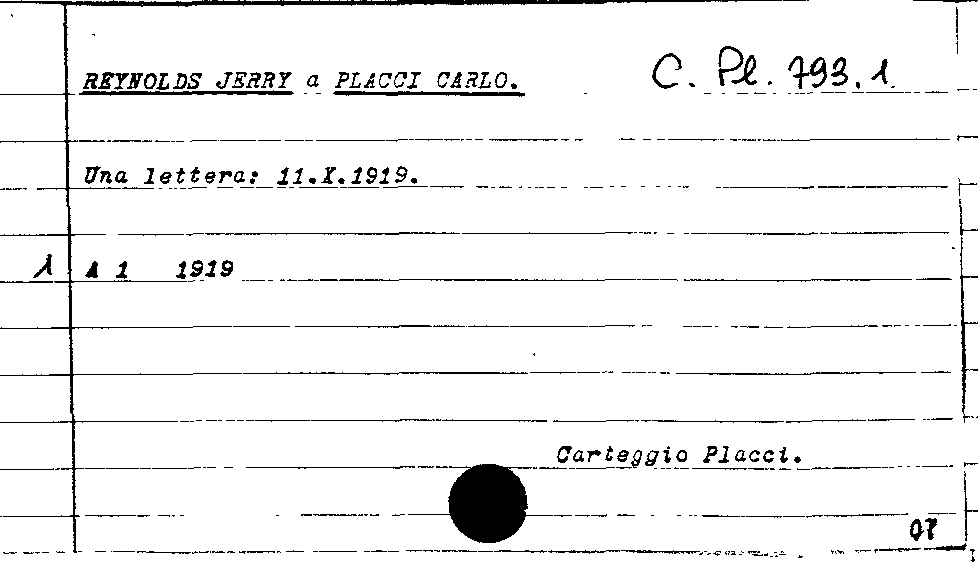 REYNOLDS JERRY a PLACCI CARLO. C. Pl. 793.1
Una lettera: 11.X.1919.
1 A 1 1919
Carteggio Placci.
07